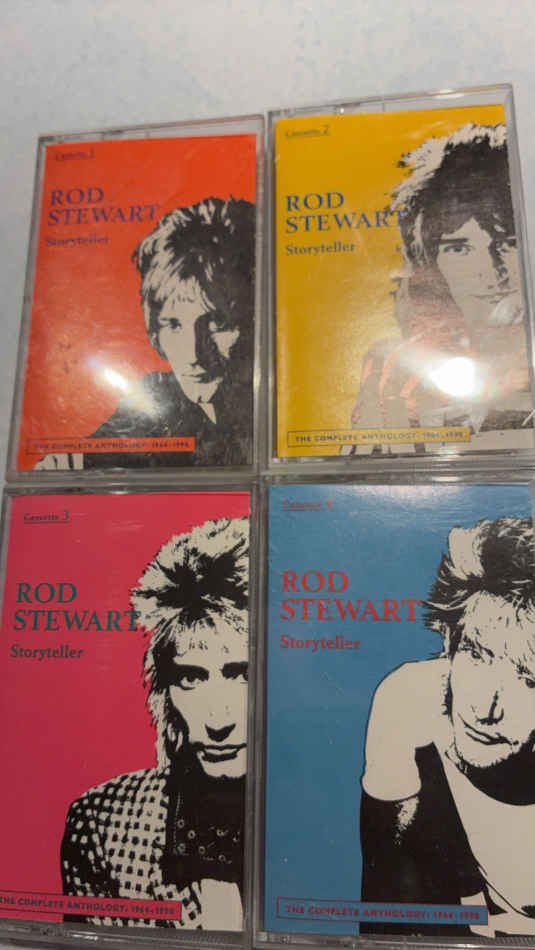 Cassette 1
ROD
STEWART
Storyteller
THE COMPLETE ANTHOLOGY: 1964-1990
Cassette 2
ROD
STEWART
Storyteller
THE COMPLETE ANTHOLOGY: 1964-1990
Cassette 3
ROD
STEWART
Storyteller
THE COMPLETE ANTHOLOGY: 1964-1990
Cassette 4
ROD
STEWART
Storyteller
THE COMPLETE ANTHOLOGY: 1964-1990